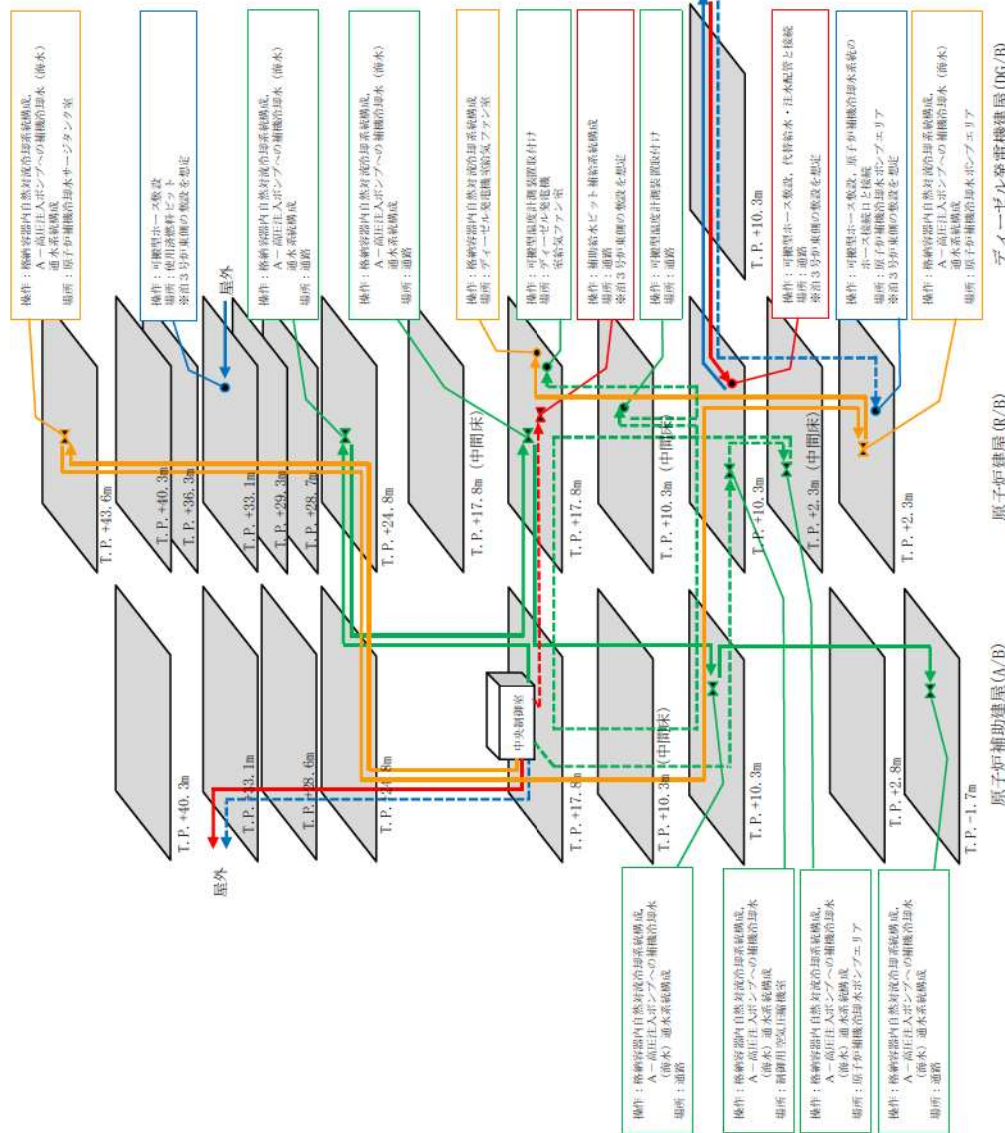 操作：格納容器内自然対流冷却系統構成，
A－高圧注入ポンプへの補機冷却水（海水）
通水系統構成
場所：原子炉補機冷却水サージタンク室
操作：可搬型ホース敷設
場所：使用済燃料ピット
※泊３号炉東側の敷設を想定
屋外
操作：格納容器内自然対流冷却系統構成，
A－高圧注入ポンプへの補機冷却水（海水）
通水系統構成
場所：通路
操作：格納容器内自然対流冷却系統構成，
A－高圧注入ポンプへの補機冷却水（海水）
通水系統構成
場所：通路
操作：格納容器内自然対流冷却系統構成
場所：ディーゼル発電機室給気ファン室
操作：可搬型温度計測装置取付け
場所：ディーゼル発電機
室給気ファン室
操作：補助給水ピット補給系統構成
場所：通路
※泊３号炉東側の敷設を想定
操作：可搬型温度計測装置取付け
場所：通路
操作：可搬型ホース敷設，代替給水・注水配管と接続
場所：通路
※泊３号炉東側の敷設を想定
操作：可搬型ホース敷設，原子炉補機冷却水系統の
ホース接続口と接続
場所：原子炉補機冷却水ポンプエリア
※泊３号炉東側の敷設を想定
操作：格納容器内自然対流冷却系統構成，
A－高圧注入ポンプへの補機冷却水（海水）
通水系統構成
場所：原子炉補機冷却水ポンプエリア
T.P.+10.3m
ディーゼル発電機建屋(DG/B)
T.P.+43.6m
T.P.+40.3m
T.P.+36.3m
T.P.+33.1m
T.P.+29.3m
T.P.+28.7m
T.P.+24.8m
T.P.+17.8m（中間床）
T.P.+17.8m
T.P.+10.3m（中間床）
T.P.+10.3m
T.P.+2.3m（中間床）
T.P.+2.3m
原子炉建屋(R/B)
T.P.+40.3m
T.P.+33.1m
T.P.+28.6m
T.P.+24.8m
中央制御室
T.P.+17.8m
T.P.+10.3m（中間床）
T.P.+10.3m
T.P.+2.8m
T.P.-1.7m
原子炉補助建屋(A/B)
屋外
操作：格納容器内自然対流冷却系統構成，
A－高圧注入ポンプへの補機冷却水
（海水）通水系統構成
場所：通路
操作：格納容器内自然対流冷却系統構成，
A－高圧注入ポンプへの補機冷却水
（海水）通水系統構成
場所：制御用空気圧縮機室
操作：格納容器内自然対流冷却系統構成，
A－高圧注入ポンプへの補機冷却水
（海水）通水系統構成
場所：原子炉補機冷却水ポンプエリア
操作：格納容器内自然対流冷却系統構成，
A－高圧注入ポンプへの補機冷却水
（海水）通水系統構成
場所：通路